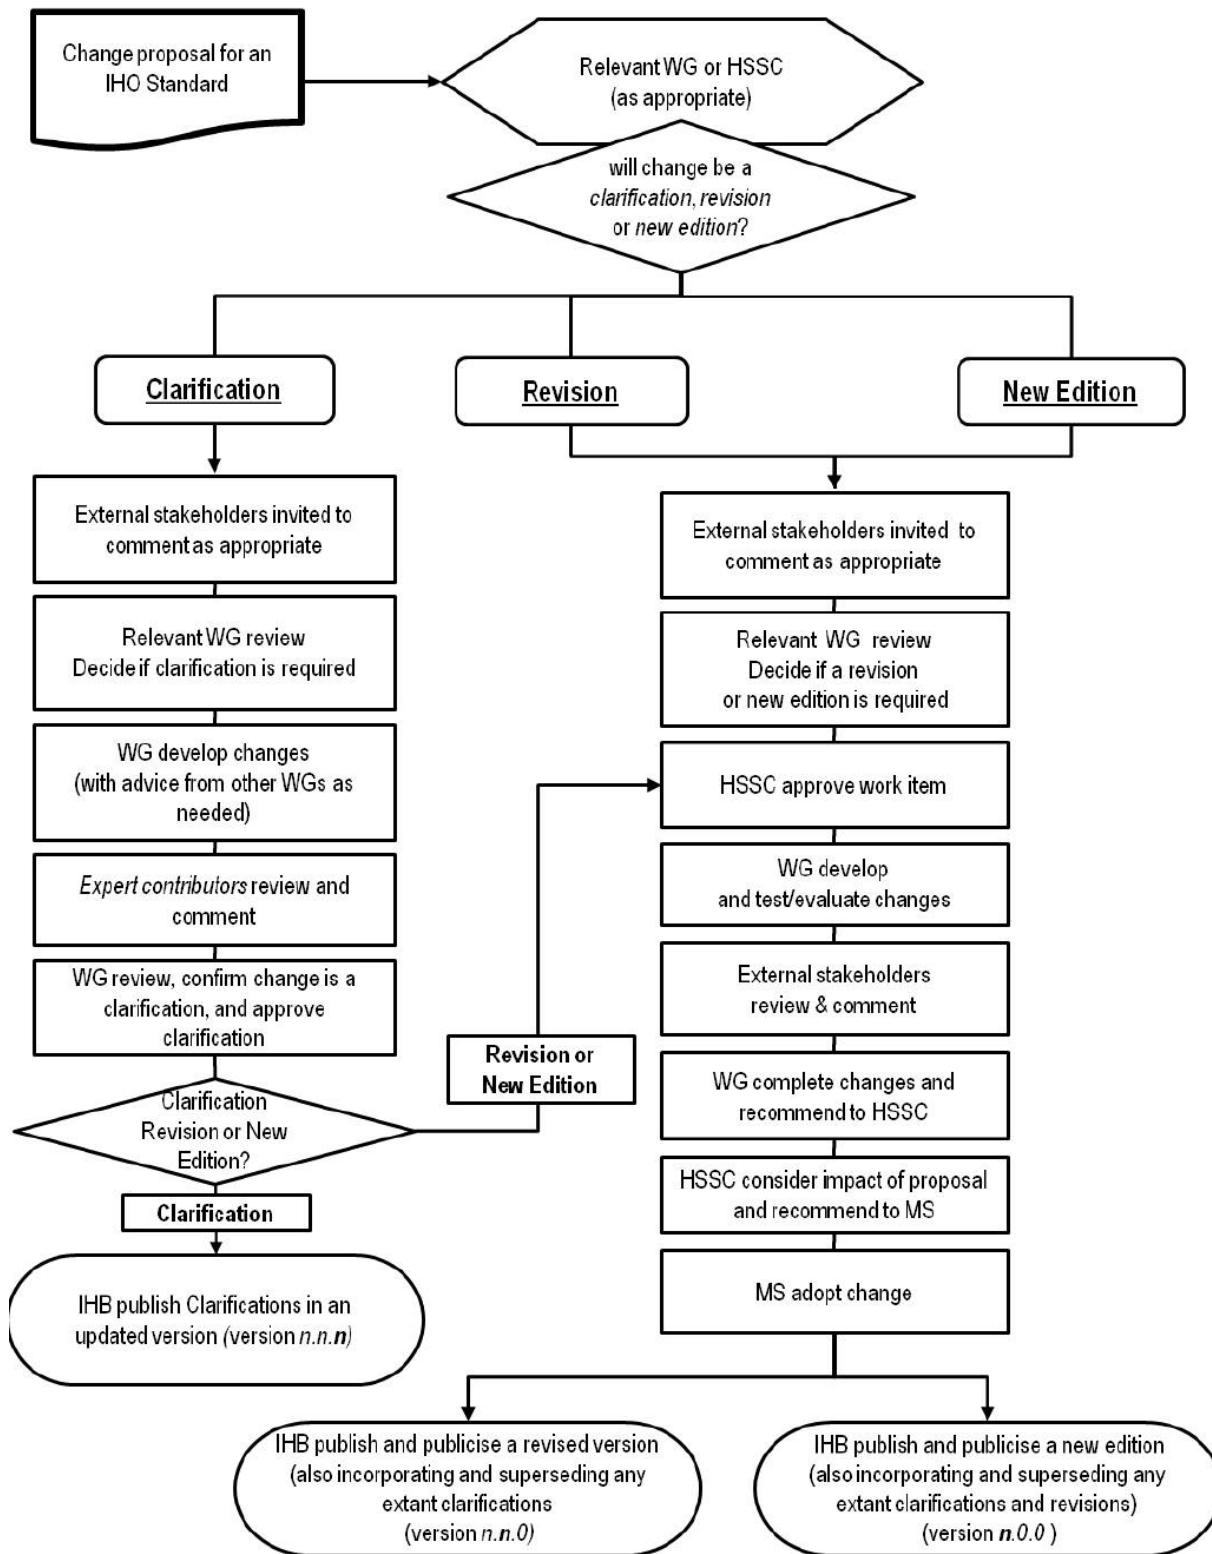 Change proposal for an
IHO Standard
Relevant WG or HSSC
(as appropriate)
will change be a
clarification, revision
or new edition?
Clarification
Revision
New Edition
External stakeholders invited to
comment as appropriate
Relevant WG review
Decide if clarification is required
WG develop changes
(with advice from other WGs as
needed)
Expert contributors review and
comment
WG review, confirm change is a
clarification, and approve
clarification
Clarification
Revision or New
Edition?
Revision or
New Edition
Clarification
IHB publish Clarifications in an
updated version (version n.n.n)
External stakeholders invited to
comment as appropriate
Relevant WG review
Decide if a revision
or new edition is required
HSSC approve work item
WG develop
and test/evaluate changes
External stakeholders
review & comment
WG complete changes and
recommend to HSSC
HSSC consider impact of proposal
and recommend to MS
MS adopt change
IHB publish and publicise a revised version
(also incorporating and superseding any
extant clarifications
(version n.n.0)
IHB publish and publicise a new edition
(also incorporating and superseding any
extant clarifications and revisions)
(version n.0.0 )